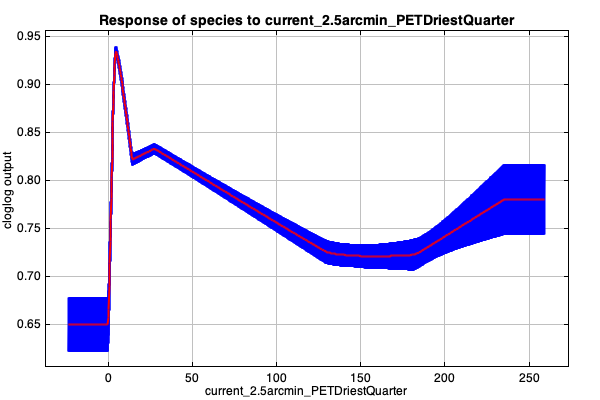 Response of species to current_2.5arcmin_PETDriestQuarter
0.95
0.90
0.85
0.80
0.75
0.70
0.65
cloglog output
0 50 100 150 200 250
current_2.5arcmin_PETDriestQuarter